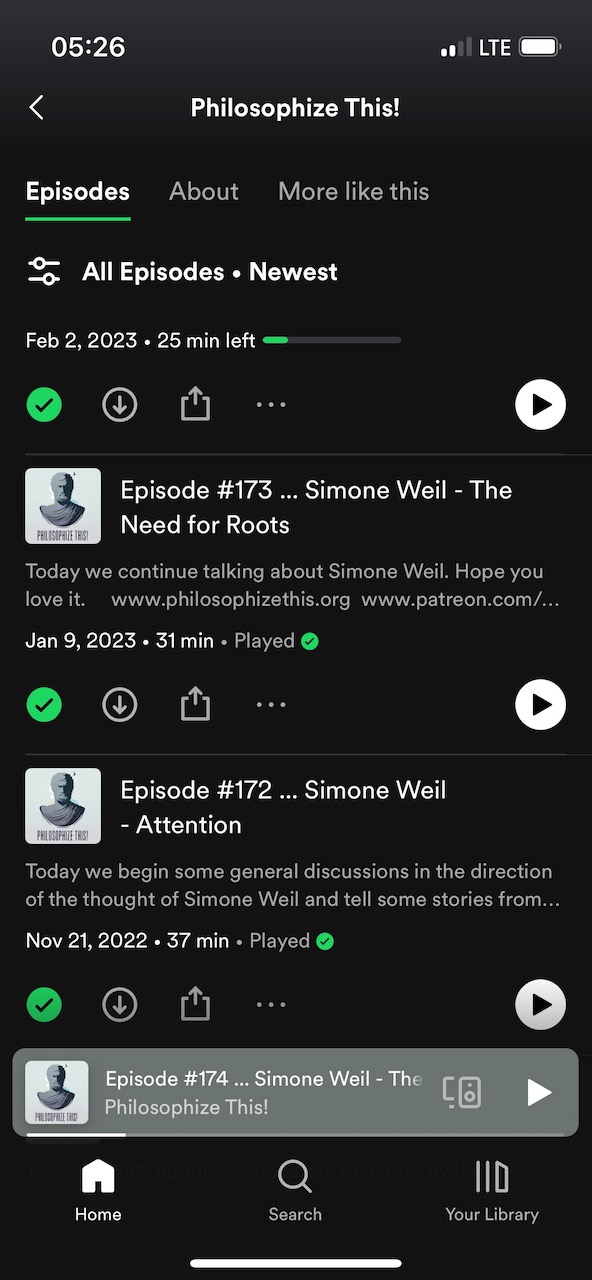 05:26
LTE
Philosophize This!
Episodes About More like this
All Episodes • Newest
Feb 2, 2023 • 25 min left
Episode #173 ... Simone Weil - The
Need for Roots
PHILOSOPHIZE THIS!
Today we continue talking about Simone Weil. Hope you
love it. www.philosophizethis.org www.patreon.com/...
Jan 9, 2023 • 31 min • Played
Episode #172 ... Simone Weil
- Attention
PHILOSOPHIZE THIS!
Today we begin some general discussions in the direction
of the thought of Simone Weil and tell some stories from...
Nov 21, 2022 • 37 min • Played
Episode #174 ... Simone Weil - The
Philosophize This!
PHILOSOPHIZE THIS!
Home Search Your Library